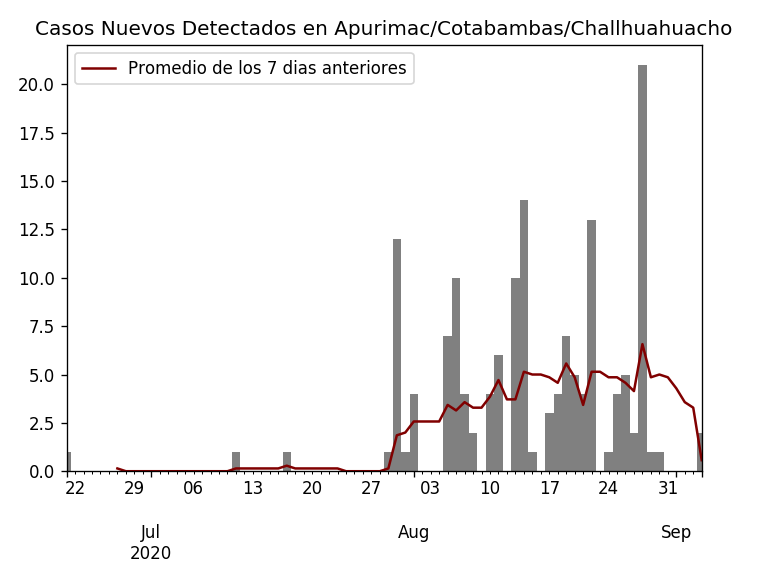 Casos Nuevos Detectados en Apurimac/Cotabambas/Challhuahuacho
Promedio de los 7 dias anteriores
20.0
17.5
15.0
12.5
10.0
7.5
5.0
2.5
0.0
22 29 06 13 20 27 03 10 17 24 31
Jul Aug Sep
2020